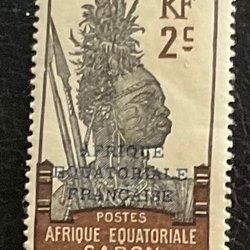 RF
2c
AFRIQUE
EQUATORIALE
FRANÇAISE
POSTES
AFRIQUE EQUATORIALE
GABON